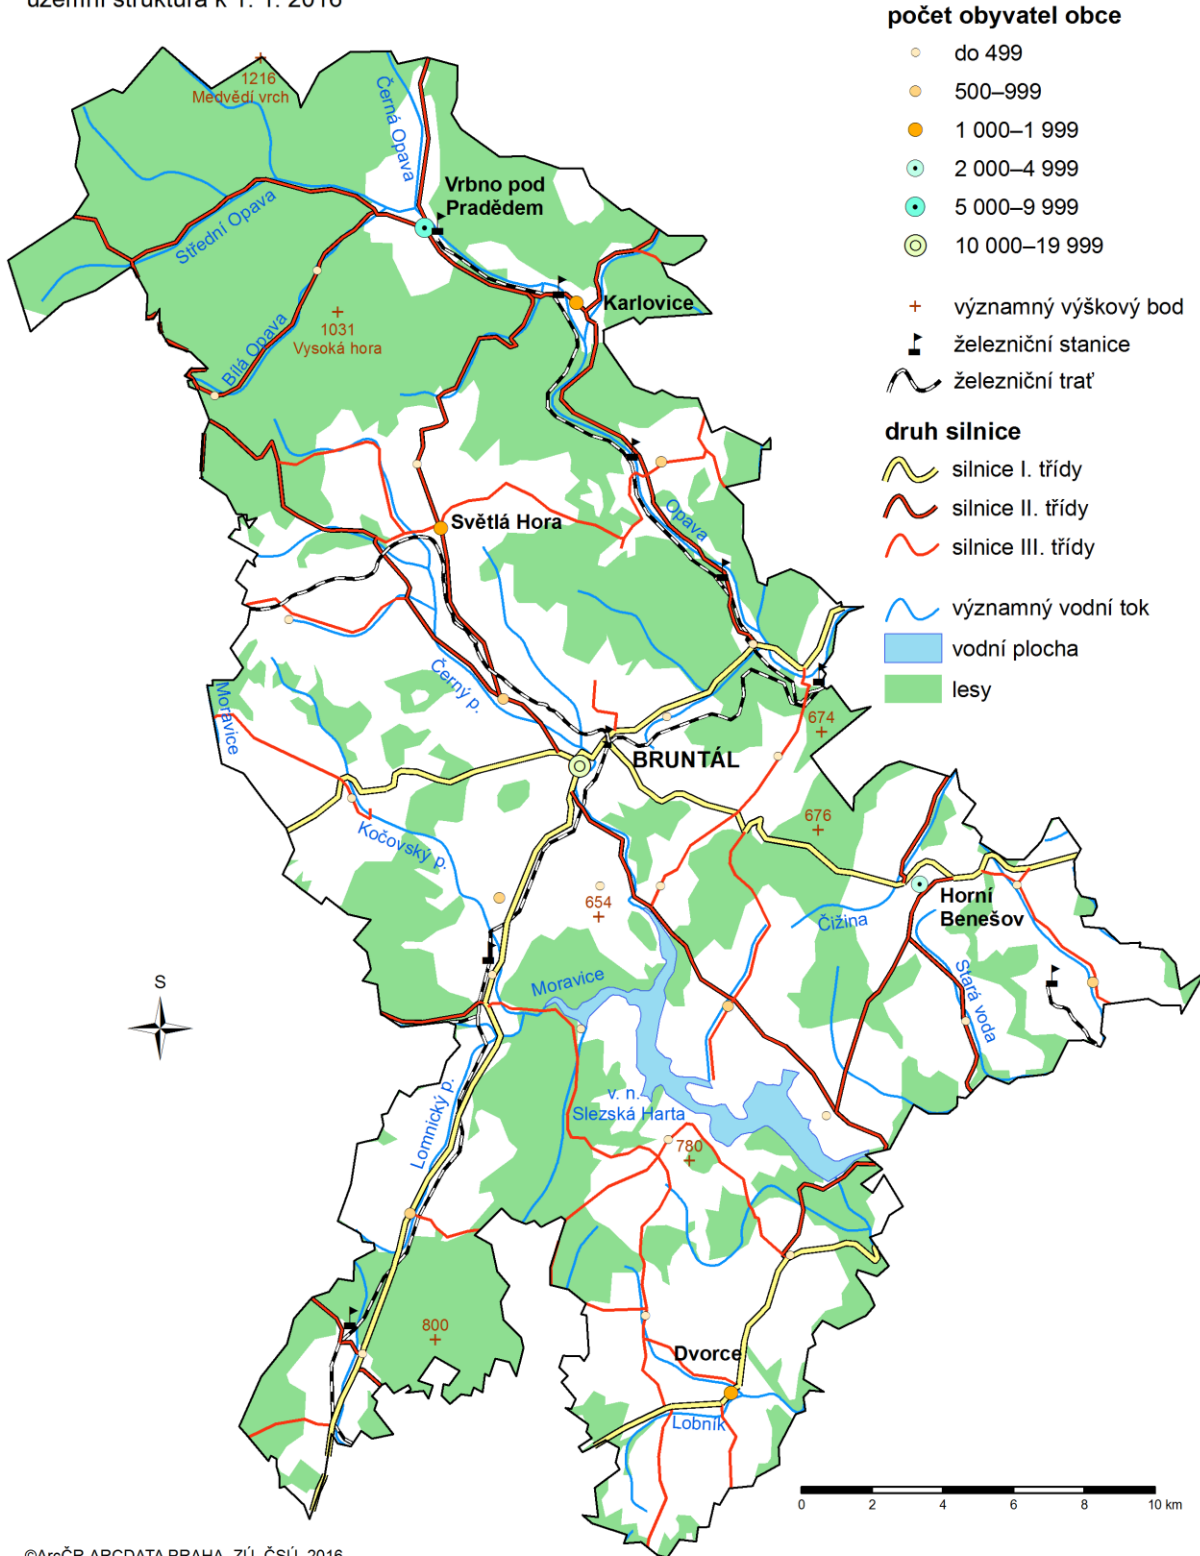 územní struktura k 1. 1. 2016
počet obyvatel obce
do 499
500–999
1 000–1 999
2 000–4 999
5 000–9 999
10 000–19 999
významný výškový bod
železniční stanice
železniční trať
druh silnice
silnice I. třídy
silnice II. třídy
silnice III. třídy
významný vodní tok
vodní plocha
lesy
1216
Medvědí vrch
Černá Opava
Vrbno pod
Pradědem
Střední Opava
Karlovice
1031
Vysoká hora
Bílá Opava
Opava
Světlá Hora
Černý p.
Moravice
674
BRUNTÁL
676
Kočovský p.
654
Horní
Benešov
Čižina
Stará voda
S
Moravice
v. n.
Slezská Harta
Lomnický p.
780
800
Dvorce
Lobník
0 2 4 6 8 10 km
©ArcČR ARCDATA PRAHA, ZÚ, ČSÚ, 2016